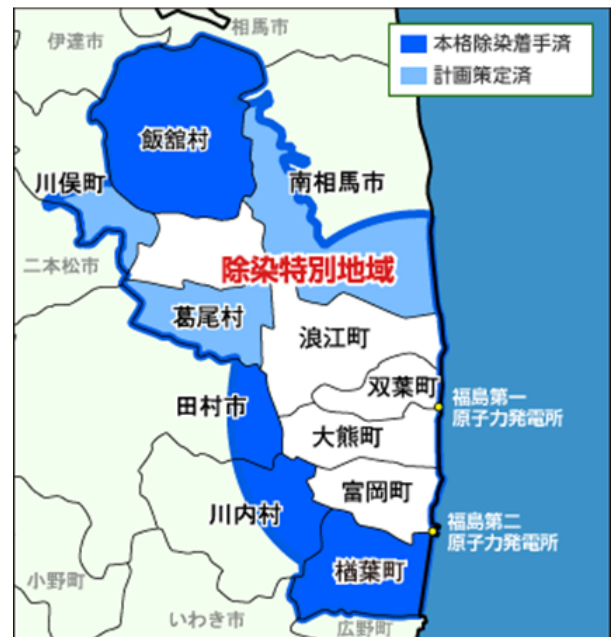 伊達市
相馬市
本格除染着手済
計画策定済
飯舘村
川俣町
南相馬市
二本松市
除染特別地域
葛尾村
浪江町
双葉町
福島第一
原子力発電所
田村市
大熊町
富岡町
川内村
福島第二
原子力発電所
楢葉町
小野町
いわき市
広野町